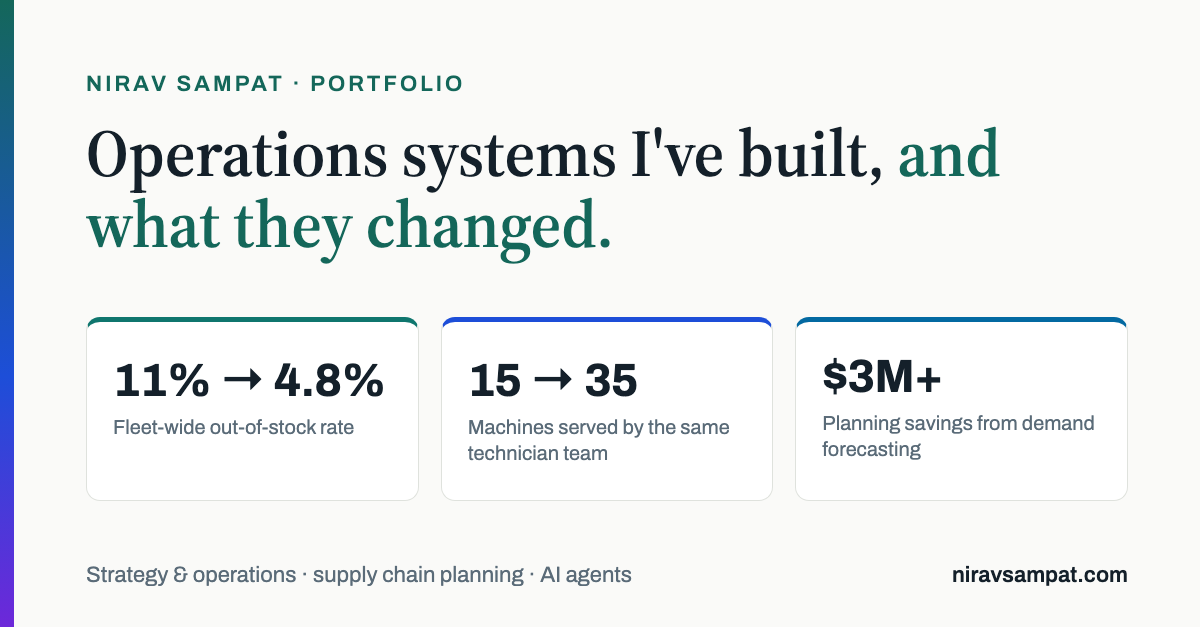 NIRAV SAMPAT · PORTFOLIO
Operations systems I've built, and
what they changed.
11% → 4.8%
Fleet-wide out-of-stock rate
15 → 35
Machines served by the same
technician team
$3M+
Planning savings from demand
forecasting
Strategy & operations · supply chain planning · AI agents
niravsampat.com